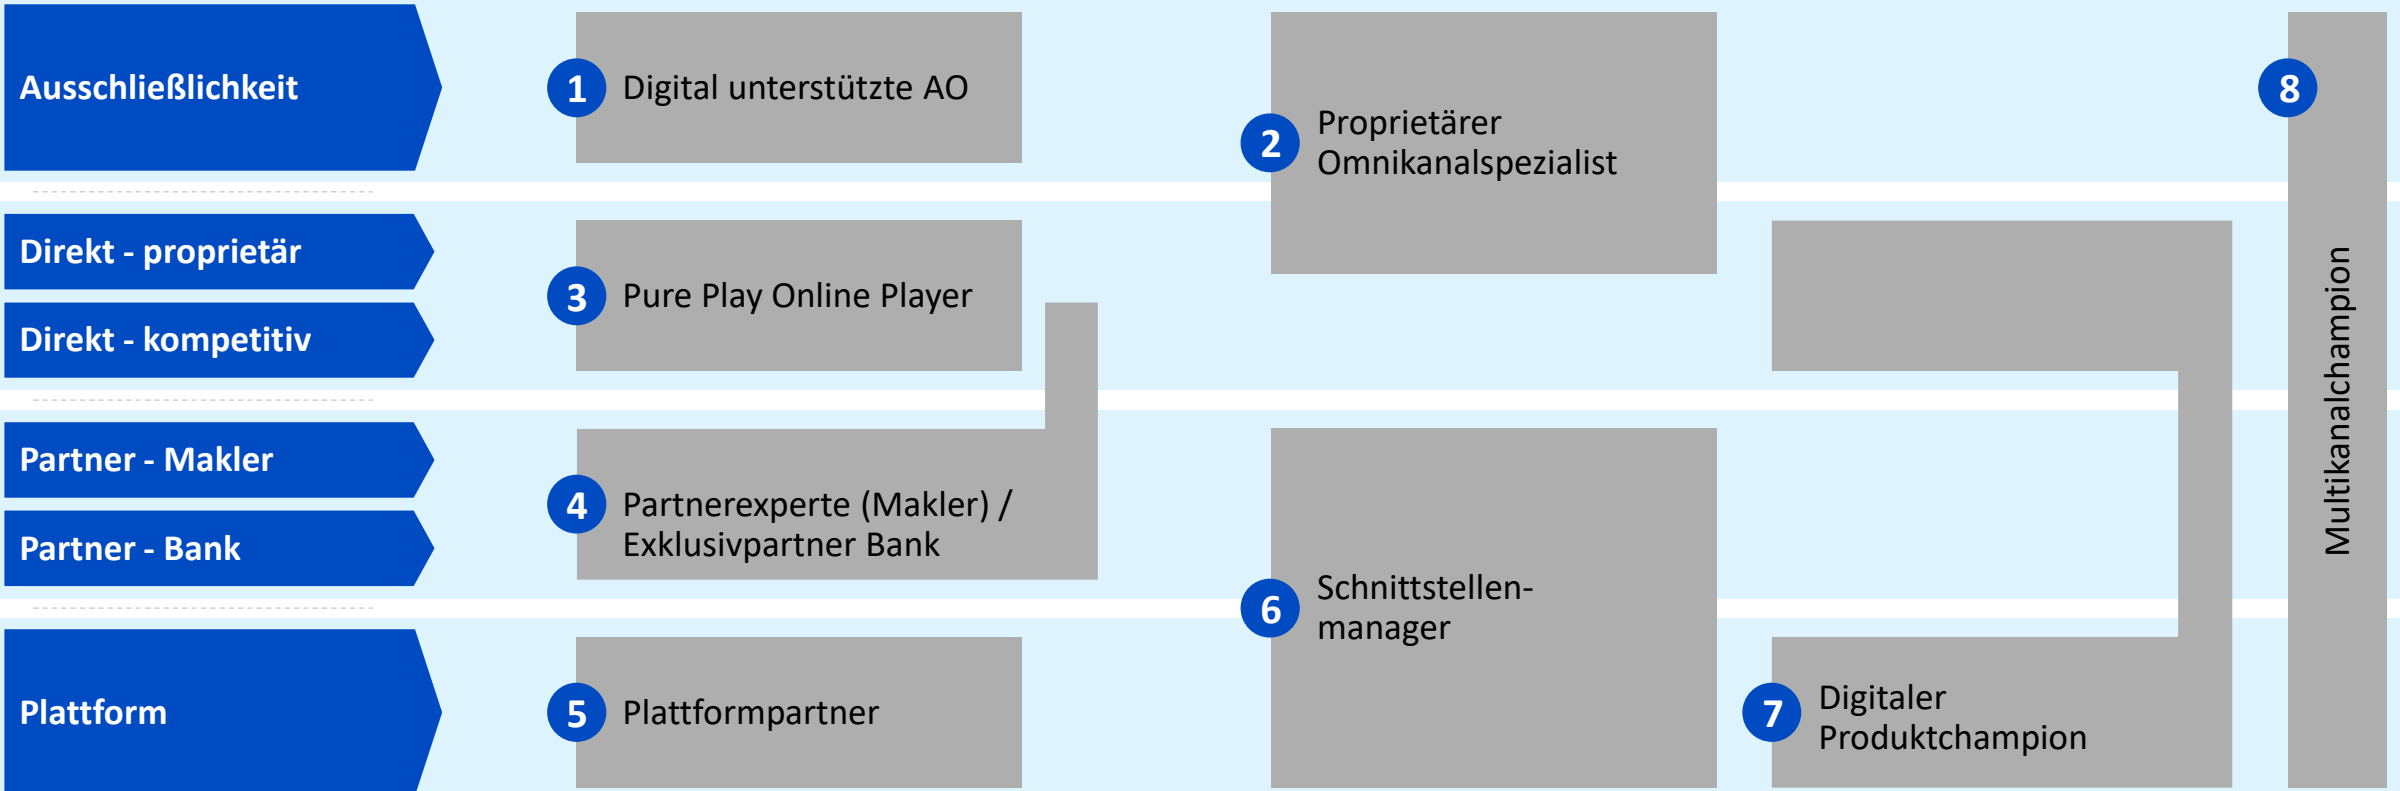 Ausschließlichkeit
1
Digital unterstützte AO
2
Proprietärer
Omnikanalspezialist
8
Multikanalchampion
Direkt - proprietär
Direkt - kompetitiv
3
Pure Play Online Player
Partner - Makler
Partner - Bank
4
Partnerexperte (Makler) /
Exklusivpartner Bank
6
Schnittstellen-
manager
Plattform
5
Plattformpartner
7
Digitaler
Produktchampion